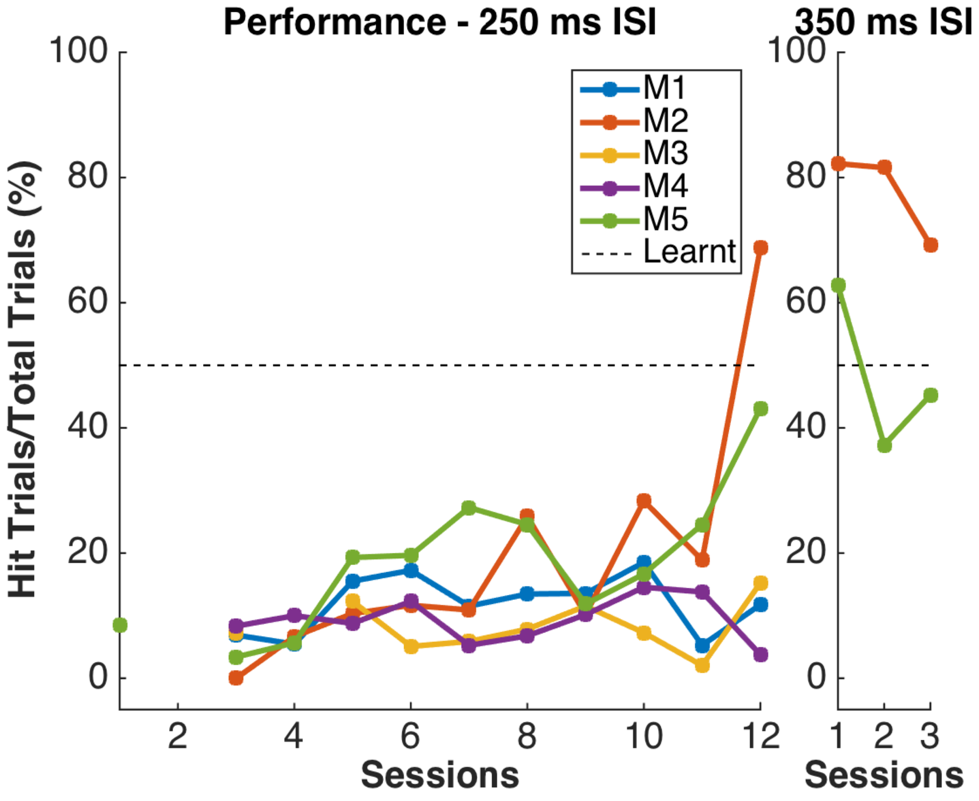 Performance - 250 ms ISI
350 ms ISI
Hit Trials/Total Trials (%)
100
80
60
40
20
0
M1
M2
M3
M4
M5
Learnt
2 4 6 8 10 12
Sessions
100
80
60
40
20
0
1 2 3
Sessions